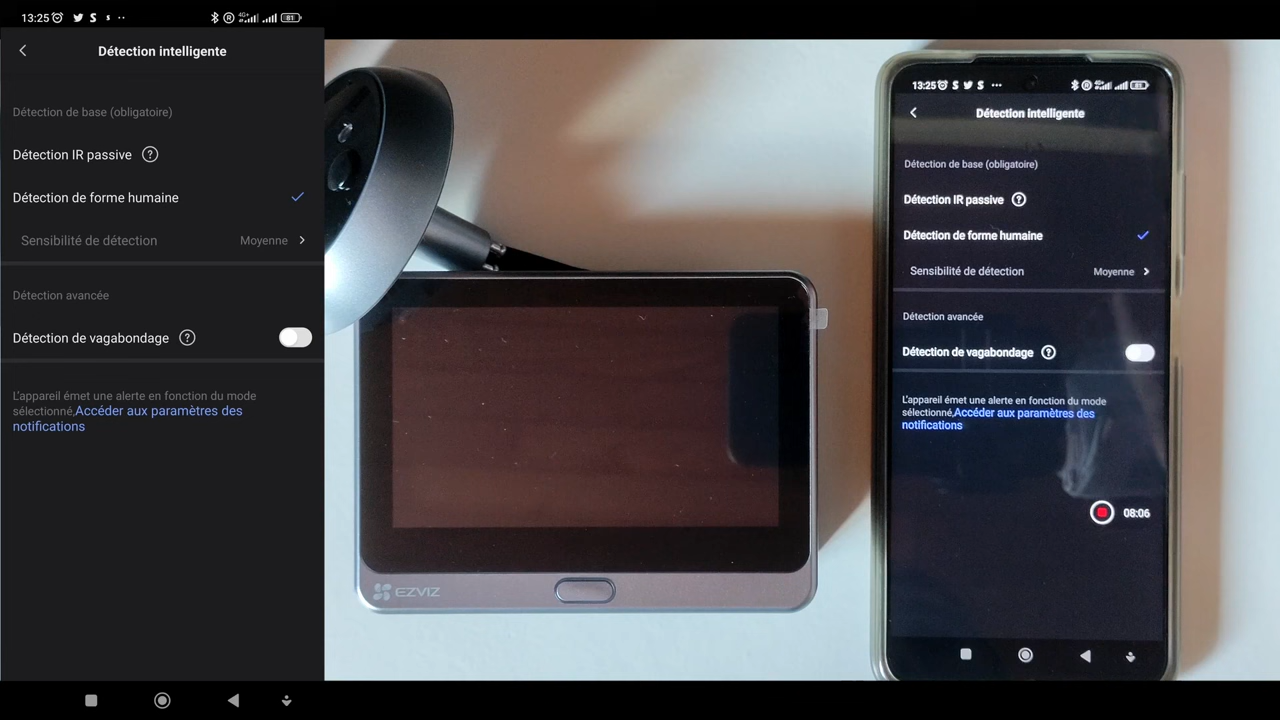 13:25
4G+
81
Détection intelligente
Détection de base (obligatoire)
Détection IR passive ?
Détection de forme humaine
Sensibilité de détection Moyenne
Détection avancée
Détection de vagabondage ?
L'appareil émet une alerte en fonction du mode
sélectionné,Accéder aux paramètres des
notifications
EZVIZ
13:25
4G+
81
Détection intelligente
Détection de base (obligatoire)
Détection IR passive ?
Détection de forme humaine
Sensibilité de détection Moyenne
Détection avancée
Détection de vagabondage ?
L'appareil émet une alerte en fonction du mode
sélectionné,Accéder aux paramètres des
notifications
08:06